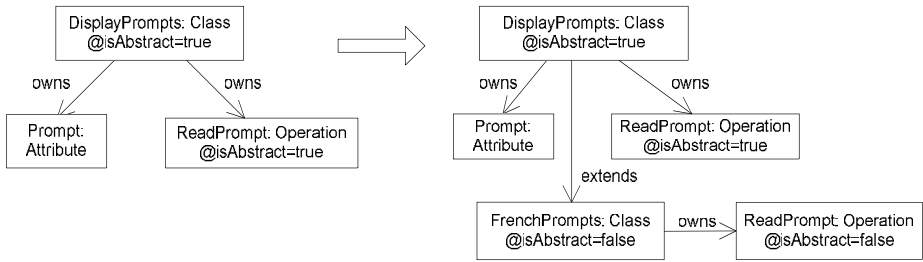 DisplayPrompts: Class
@isAbstract=true
owns
owns
Prompt:
Attribute
ReadPrompt: Operation
@isAbstract=true
DisplayPrompts: Class
@isAbstract=true
owns
owns
Prompt:
Attribute
ReadPrompt: Operation
@isAbstract=true
extends
FrenchPrompts: Class
@isAbstract=false
owns
ReadPrompt: Operation
@isAbstract=false